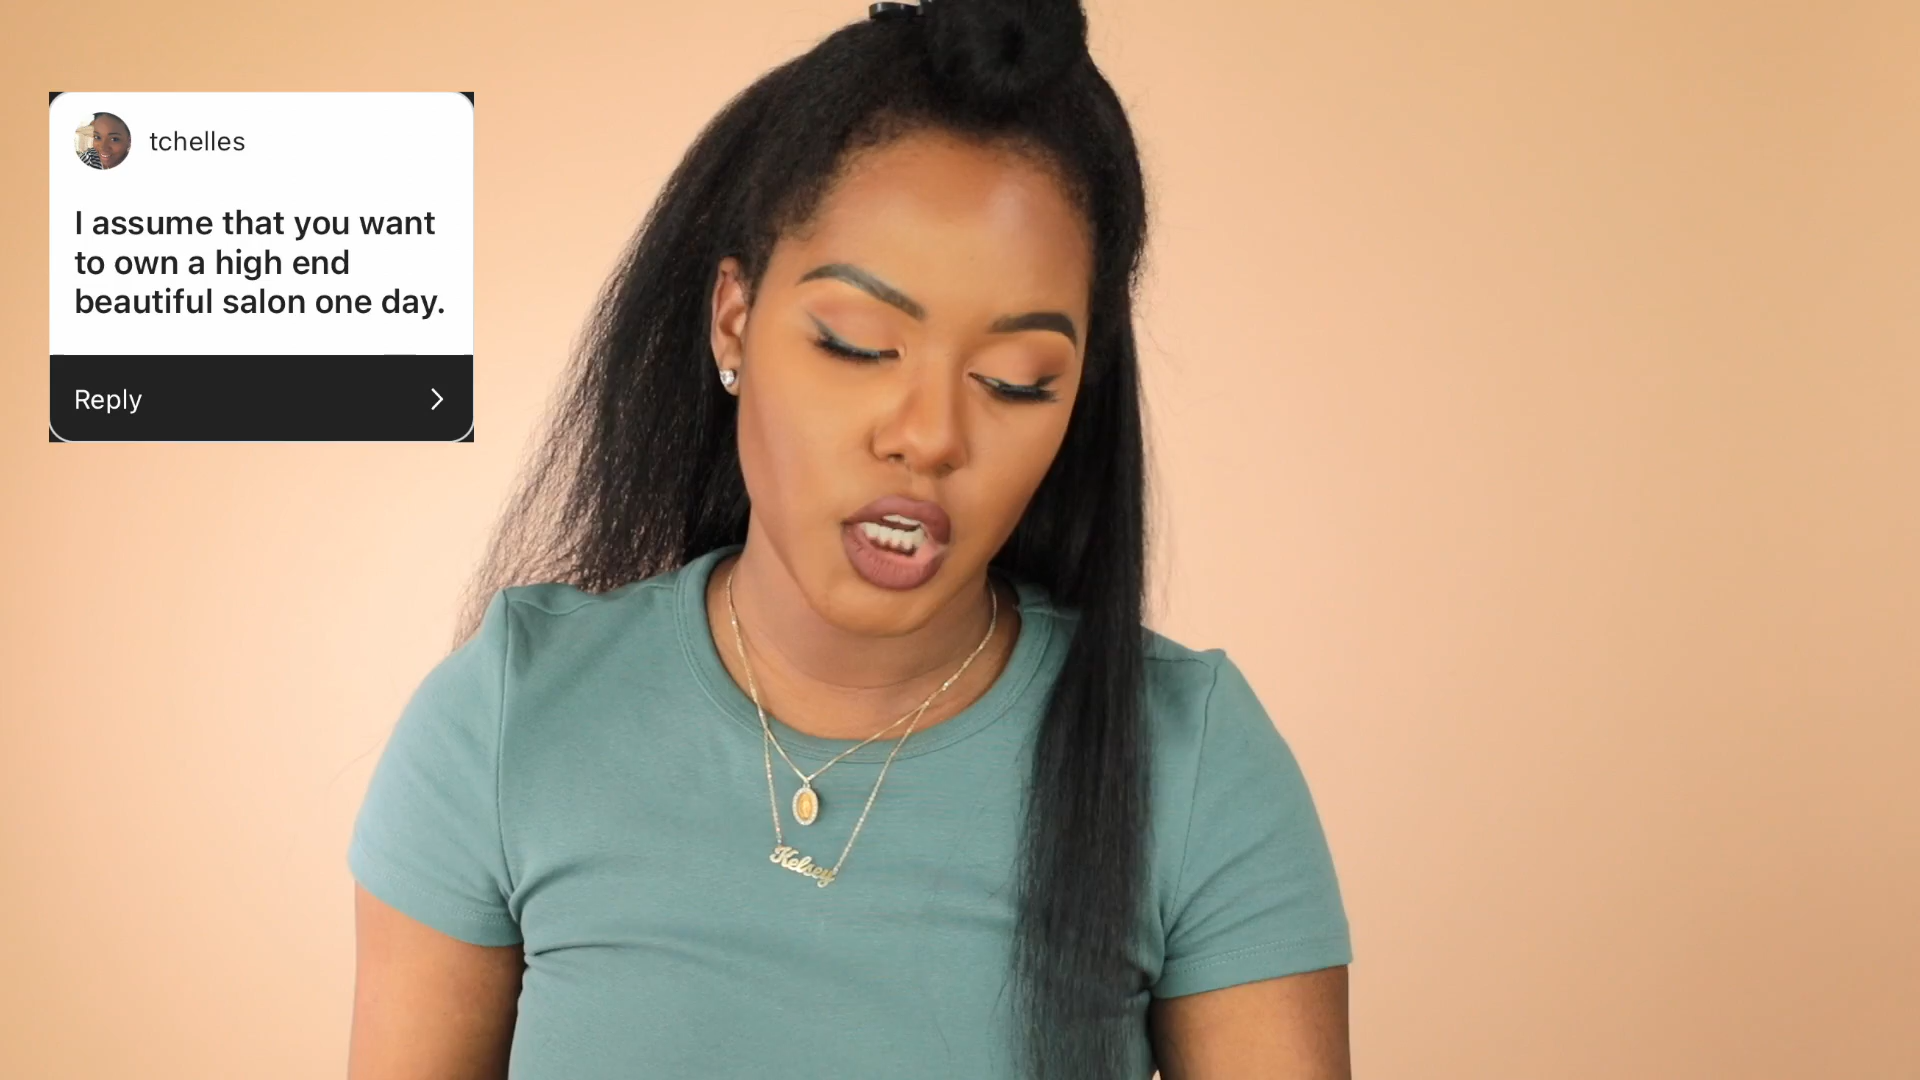 tchelles
I assume that you want
to own a high end
beautiful salon one day.
Reply
Kelsey